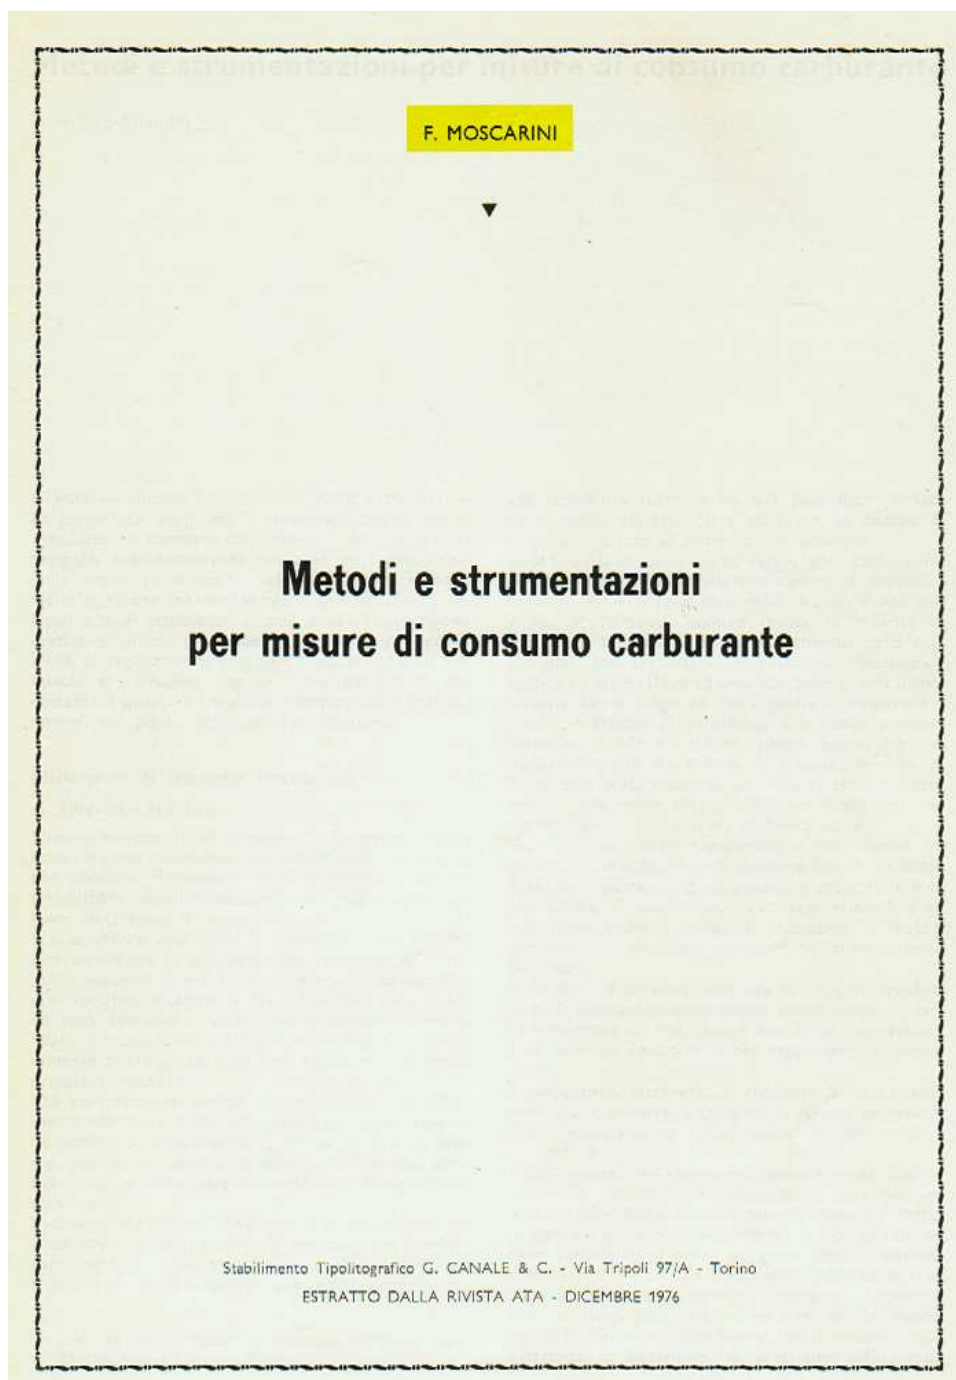 F. MOSCARINI
Metodi e strumentazioni
per misure di consumo carburante
Stabilimento Tipolitografico G. CANALE & C. - Via Tripoli 97/A - Torino
ESTRATTO DALLA RIVISTA ATA - DICEMBRE 1976